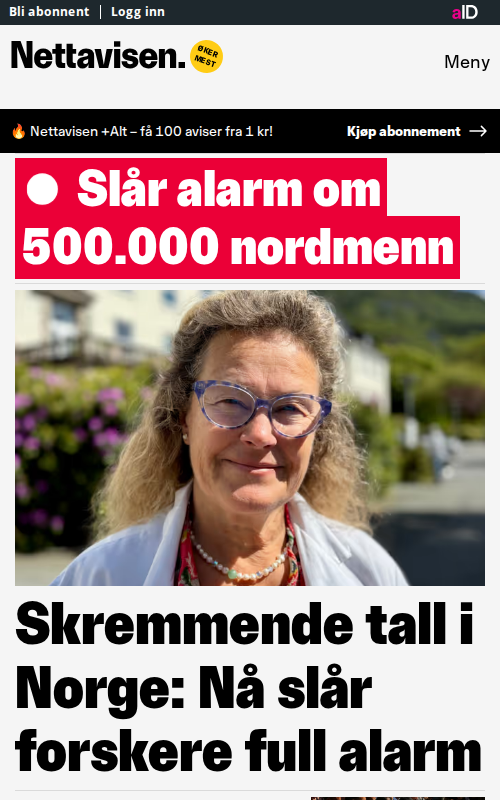 Bli abonnent | Logg inn
aID
Nettavisen.
ØKER
MEST
Meny
Nettavisen +Alt – få 100 aviser fra 1 kr!
Kjøp abonnement
Slår alarm om
500.000 nordmenn
Skremmende tall i
Norge: Nå slår
forskere full alarm